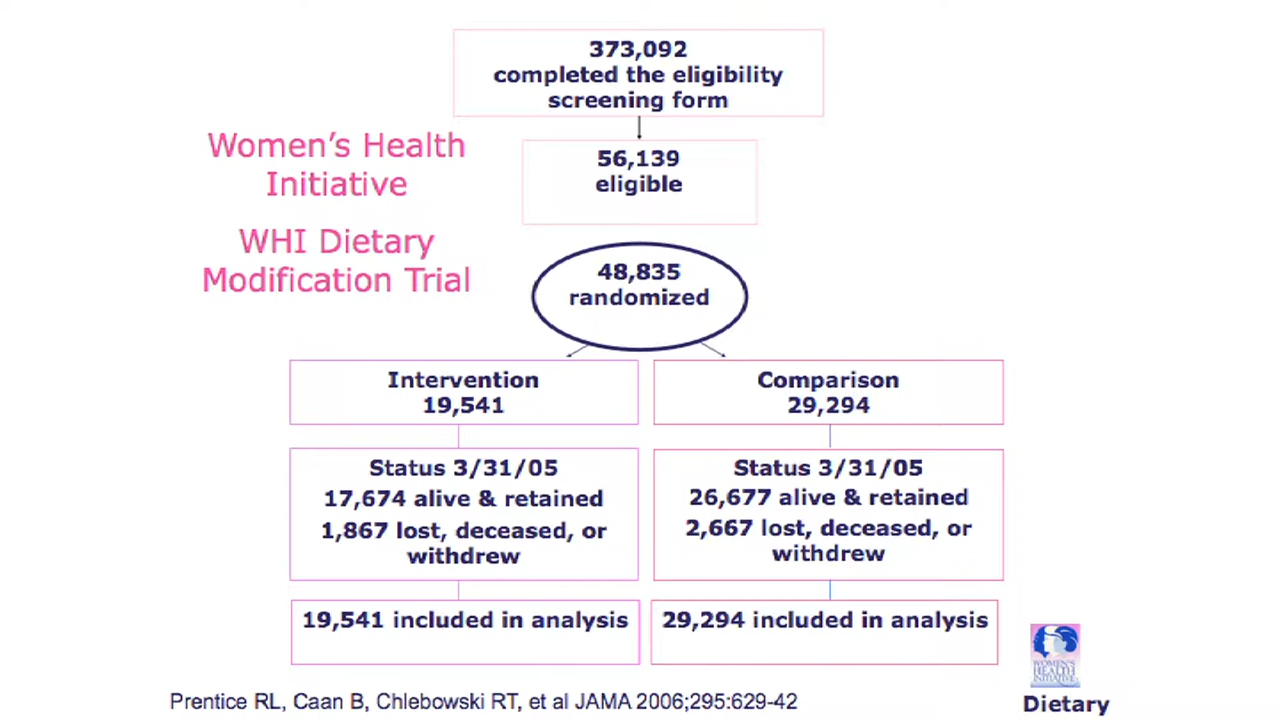 373,092
completed the eligibility
screening form
Women's Health
Initiative
56,139
eligible
WHI Dietary
Modification Trial
48,835
randomized
Intervention
19,541
Comparison
29,294
Status 3/31/05
17,674 alive & retained
1,867 lost, deceased, or
withdrew
Status 3/31/05
26,677 alive & retained
2,667 lost, deceased, or
withdrew
19,541 included in analysis
29,294 included in analysis
WOMEN'S
HEALTH
INITIATIVE
Dietary
Prentice RL, Caan B, Chlebowski RT, et al JAMA 2006;295:629-42